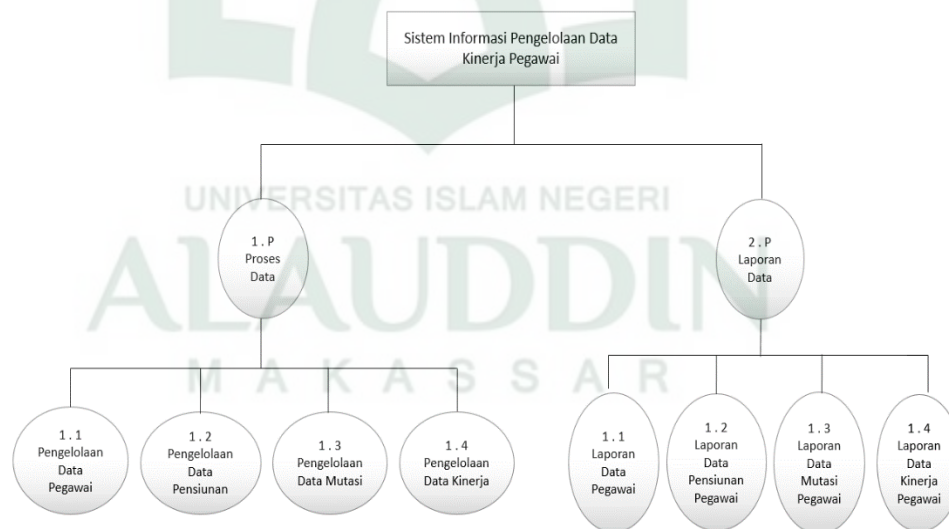 Sistem Informasi Pengelolaan Data
Kinerja Pegawai
UNIVERSITAS ISLAM NEGERI
ALAUDDIN
MAKASSAR
1 . P
Proses
Data
2 . P
Laporan
Data
1 . 1
Pengelolaan
Data
Pegawai
1 . 2
Pengelolaan
Data
Pensiunan
1 . 3
Pengelolaan
Data Mutasi
1 . 4
Pengelolaan
Data Kinerja
1 . 1
Laporan
Data
Pegawai
1 . 2
Laporan
Data
Pensiunan
Pegawai
1 . 3
Laporan
Data
Mutasi
Pegawai
1 . 4
Laporan
Data
Kinerja
Pegawai